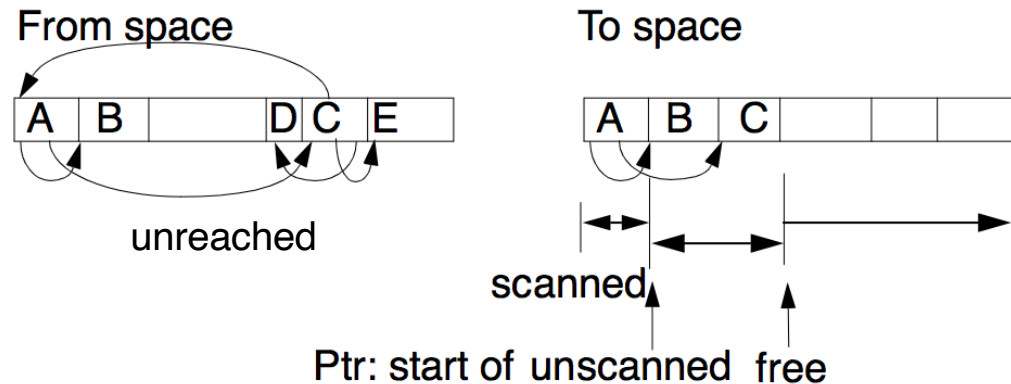 From space
To space
A B D C E
A B C
unreached
scanned
Ptr: start of unscanned free